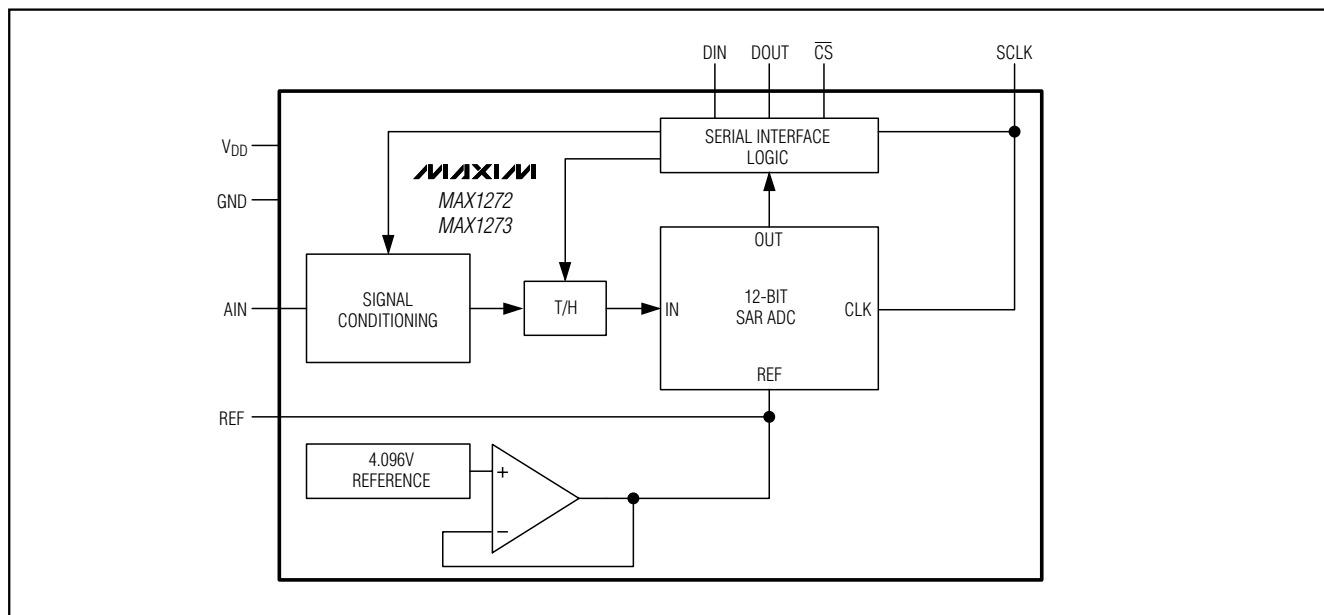 DIN DOUT CS SCLK
VDD
SERIAL INTERFACE
LOGIC
MAXIM
MAX1272
MAX1273
GND
OUT
AIN
SIGNAL
CONDITIONING
T/H
IN
12-BIT
SAR ADC
CLK
REF
REF
4.096V
REFERENCE
+
−